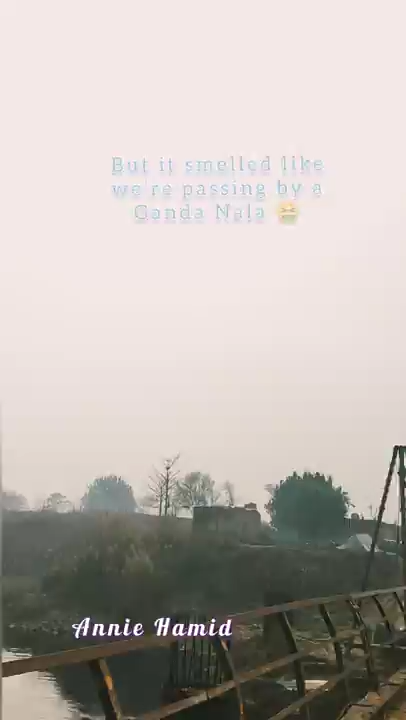 But it smelled like
we're passing by a
Ganda Nala 😆
Annie Hamid